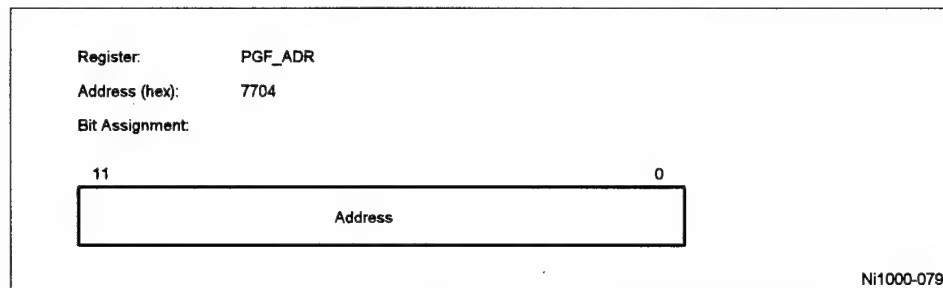 Register: PGF_ADR
Address (hex): 7704
Bit Assignment:
11 0
Address
Ni1000-079